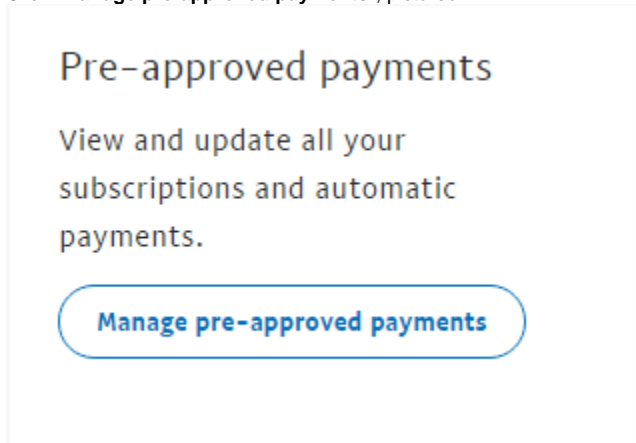 Pre-approved payments
View and update all your
subscriptions and automatic
payments.
Manage pre-approved payments